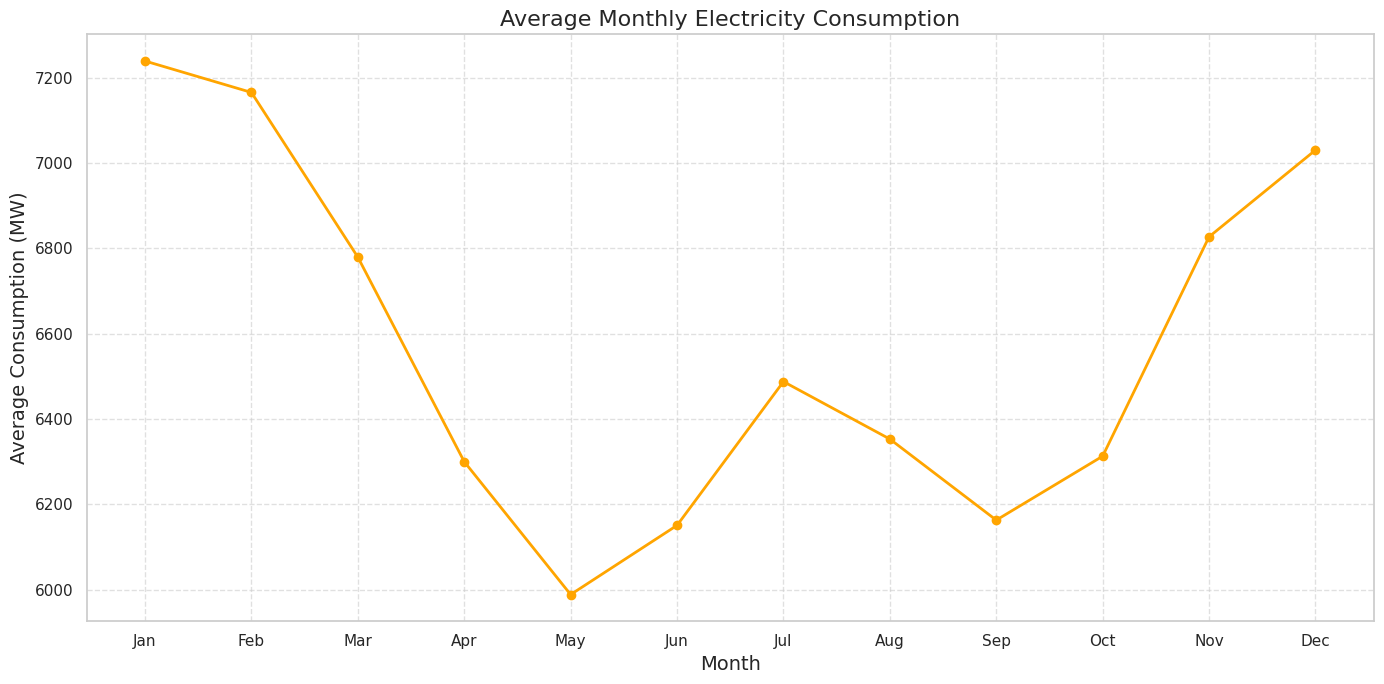 Average Monthly Electricity Consumption
Average Consumption (MW)
7200
7000
6800
6600
6400
6200
6000
Jan Feb Mar Apr May Jun Jul Aug Sep Oct Nov Dec
Month